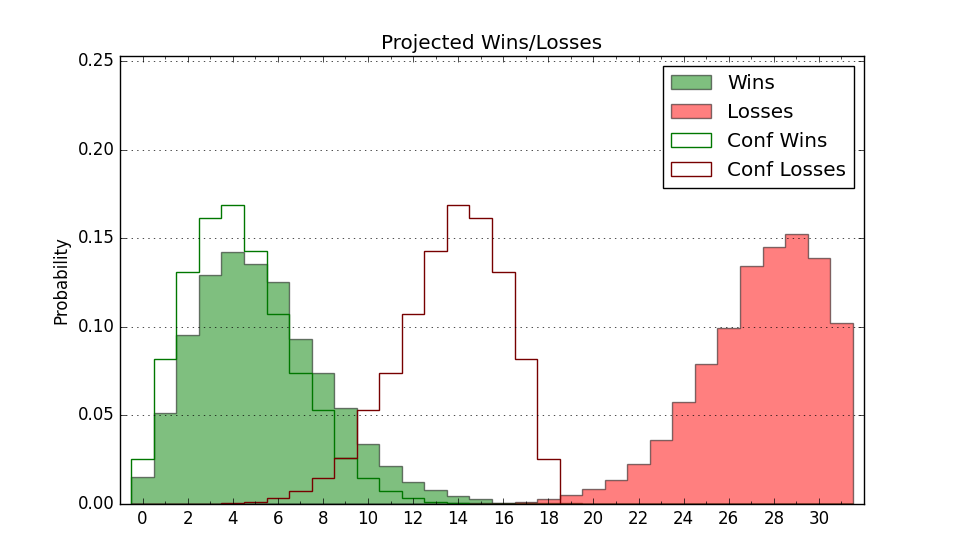 Projected Wins/Losses
0.25
0.20
0.15
0.10
0.05
0.00
Probability
Wins
Losses
Conf Wins
Conf Losses
0 2 4 6 8 10 12 14 16 18 20 22 24 26 28 30